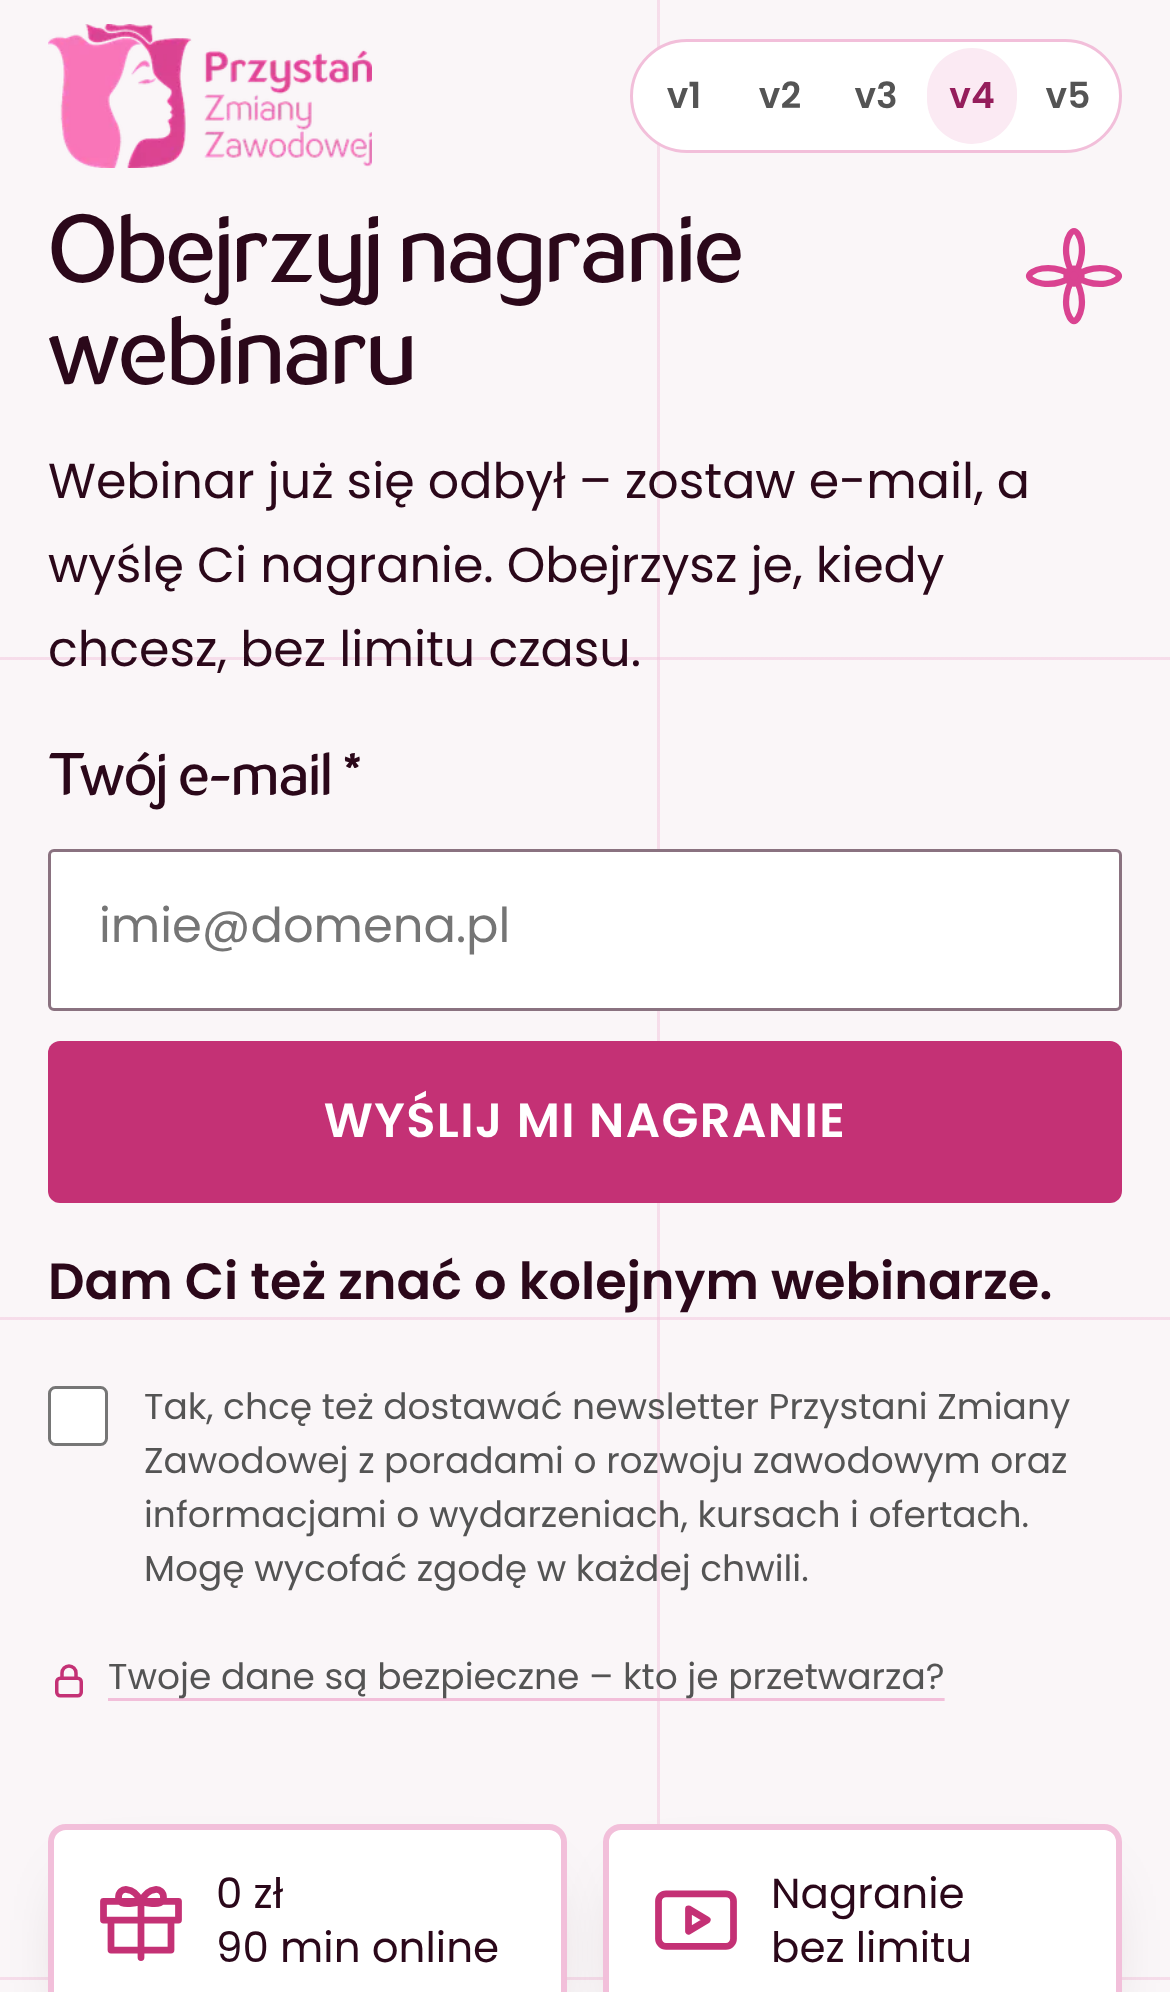 Przystań
Zmiany
Zawodowej
v1 v2 v3 v4 v5
Obejrzyj nagranie
webinaru
Webinar już się odbył – zostaw e-mail, a
wyślę Ci nagranie. Obejrzysz je, kiedy
chcesz, bez limitu czasu.
Twój e-mail *
imie@domena.pl
WYŚLIJ MI NAGRANIE
Dam Ci też znać o kolejnym webinarze.
Tak, chcę też dostawać newsletter Przystani Zmiany
Zawodowej z poradami o rozwoju zawodowym oraz
informacjami o wydarzeniach, kursach i ofertach.
Mogę wycofać zgodę w każdej chwili.
Twoje dane są bezpieczne – kto je przetwarza?
0 zł
90 min online
Nagranie
bez limitu